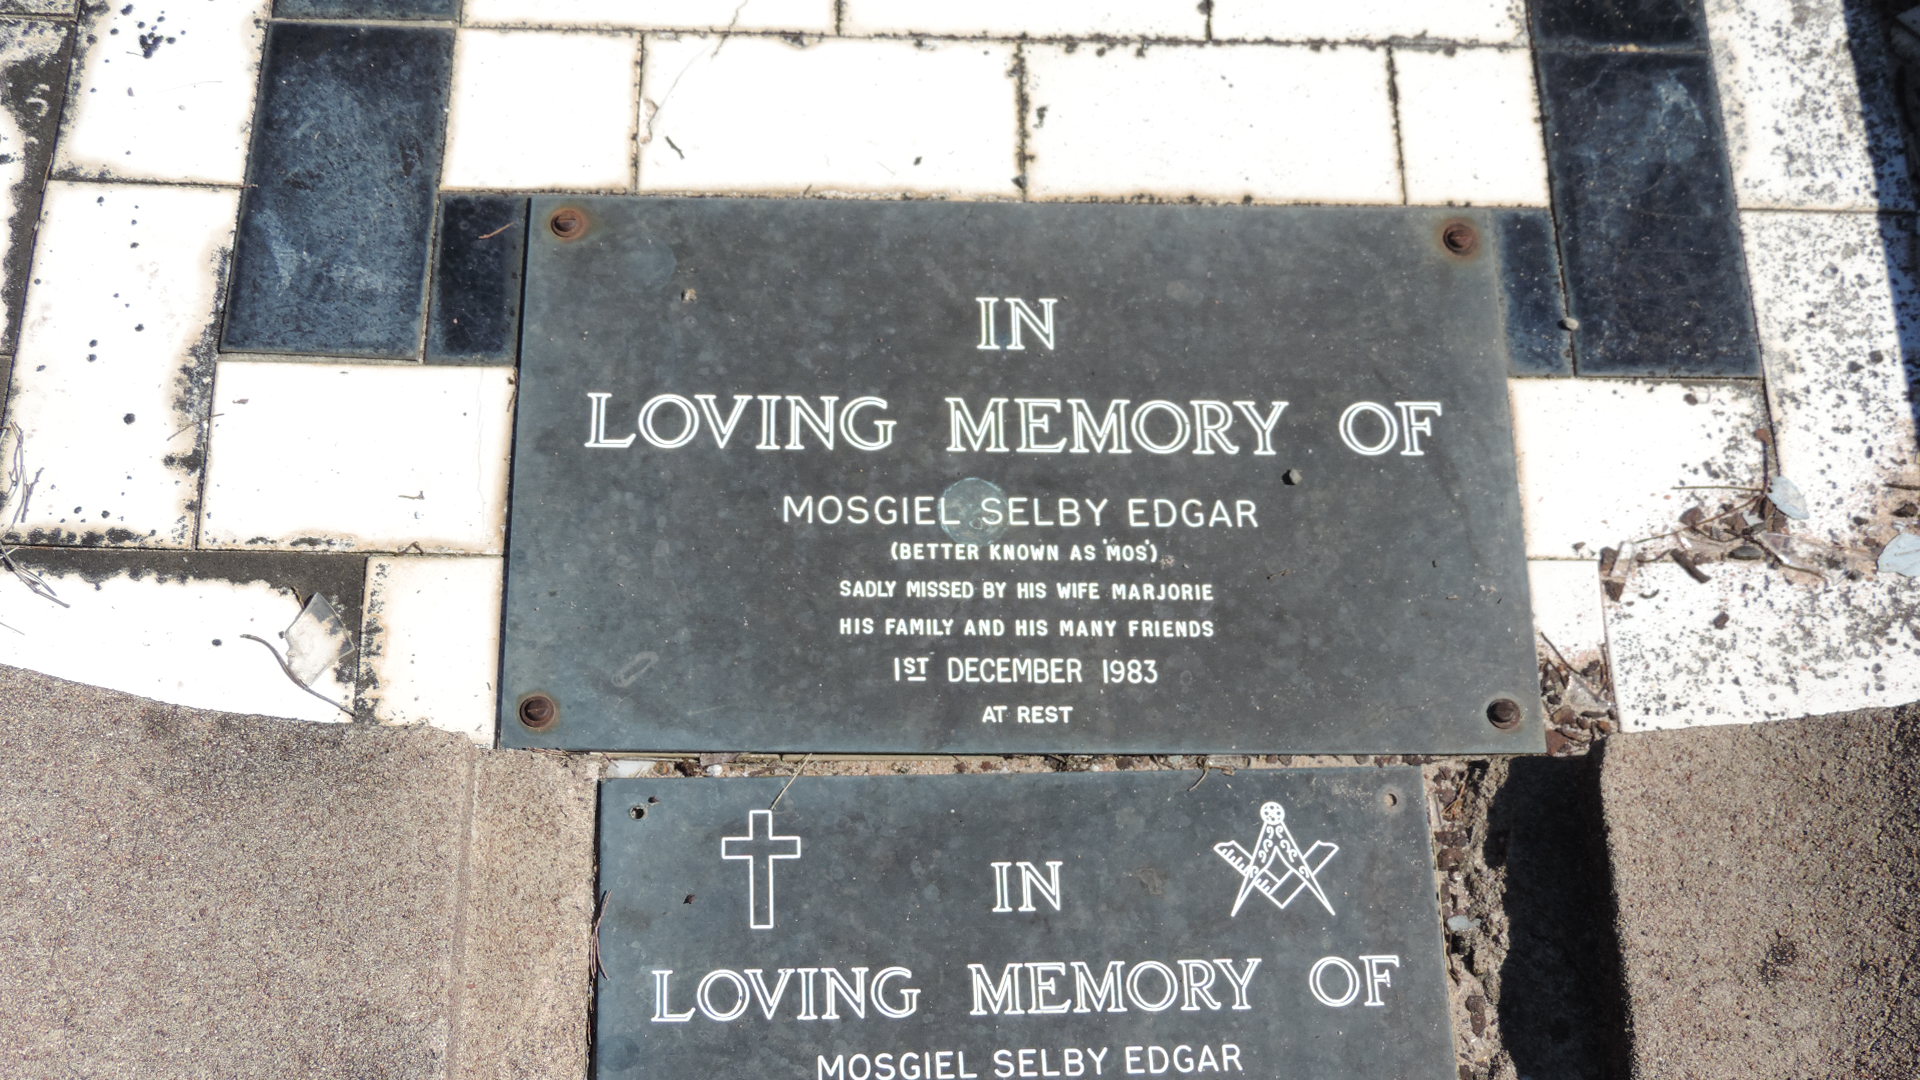 IN
LOVING MEMORY OF
MOSGIEL SELBY EDGAR
(BETTER KNOWN AS 'MOS')
SADLY MISSED BY HIS WIFE MARJORIE
HIS FAMILY AND HIS MANY FRIENDS
1ST DECEMBER 1983
AT REST
IN
LOVING MEMORY OF
MOSGIEL SELBY EDGAR